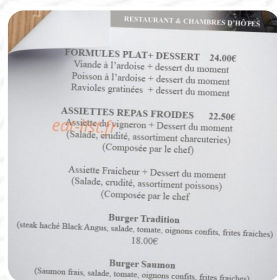 RESTAURANT & CHAMBRES D'HÔTES
FORMULES PLAT+ DESSERT 24.00€
Viande à l'ardoise + dessert du moment
Poisson à l'ardoise + dessert du moment
Ravioles gratinées + dessert du moment
ASSIETTES REPAS FROIDES 22.50€
Assiette du vigneron + Dessert du moment
(Salade, crudité, assortiment charcuteries)
(Composée par le chef)
Assiette Fraicheur + Dessert du moment
(Salade, crudité, assortiment poissons)
(Composée par le chef
Burger Tradition
(steak haché Black Angus, salade, tomate, oignons confits, frites fraiches)
18.00€
Burger Saumon
(Saumon frais, salade, tomate, oignons confits, frites fraiches)